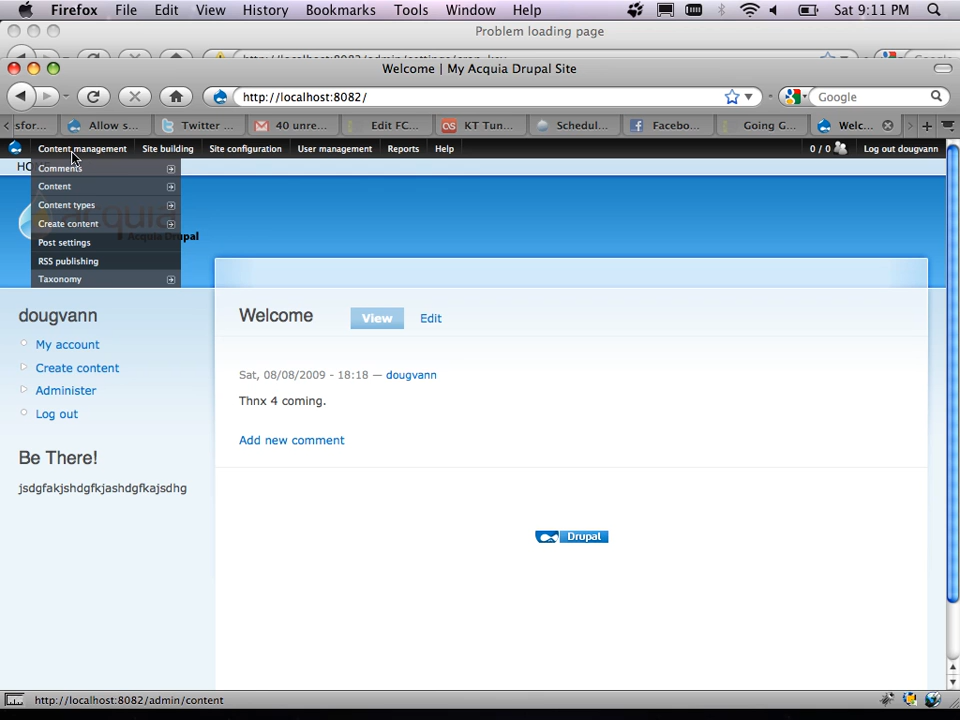 Firefox File Edit View History Bookmarks Tools Window Help Sat 9:11 PM
Problem loading page
Welcome | My Acquia Drupal Site
http://localhost:8082/ Google
sfor... Allow s... Twitter ... 40 unre... Edit FC... KT Tun... Schedul... Facebo... Going G... Welc...
Content management Site building Site configuration User management Reports Help 0 / 0 Log out dougvann
Comments
Content
Content types
Create content
Post settings
RSS publishing
Taxonomy
acquia
Acquia Drupal
dougvann
My account
Create content
Administer
Log out
Be There!
jsdgfakjshdgfkjashdgfkajsdhg
Welcome View Edit
Sat, 08/08/2009 - 18:18 — dougvann
Thnx 4 coming.
Add new comment
Drupal
http://localhost:8082/admin/content